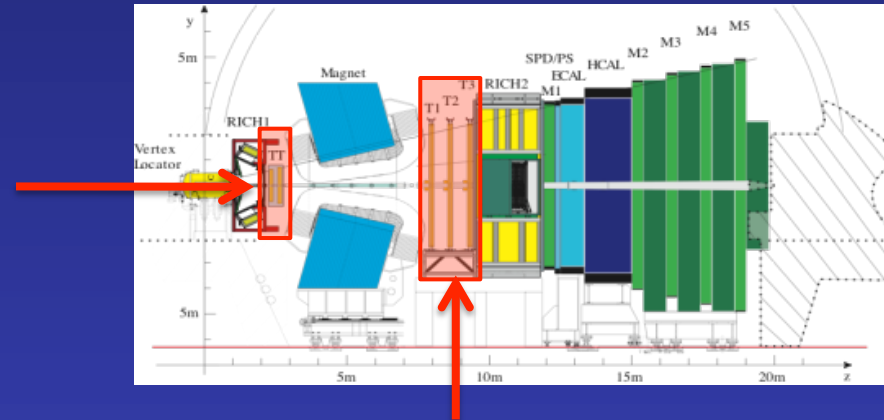 y
5m
Magnet
RICH1
Vertex
Locator
TT
T1 T2 T3
RICH2
SPD/PS
ECAL
HCAL
M1
M2
M3
M4
M5
5m
5m
10m
15m
20m
z